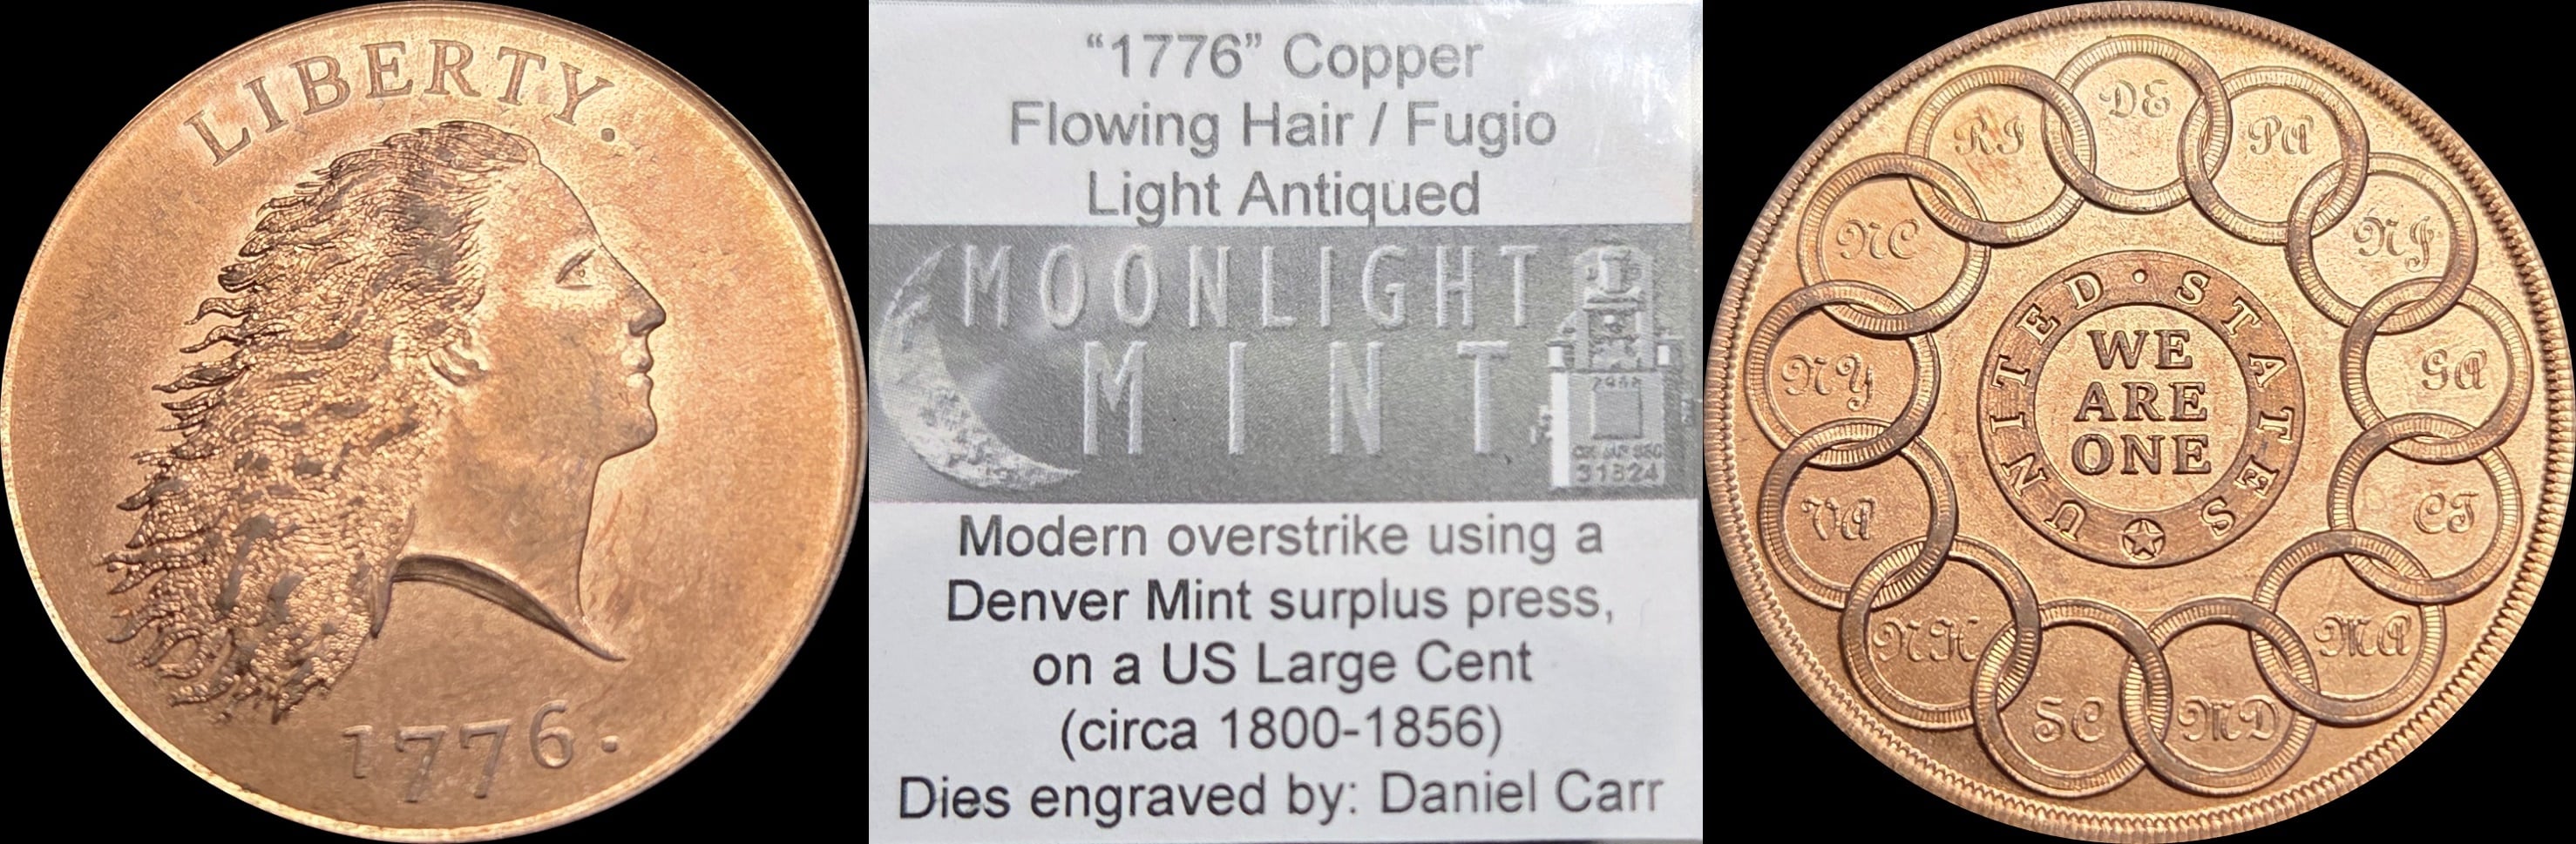 LIBERTY.
1776.
“1776” Copper
Flowing Hair / Fugio
Light Antiqued
MOONLIGHT
MINT
31824
Modern overstrike using a
Denver Mint surplus press,
on a US Large Cent
(circa 1800-1856)
Dies engraved by: Daniel Carr
DE
PA
NJ
GA
CT
MA
MD
SC
NH
VA
NY
NC
RI
UNITED · STATES
WE
ARE
ONE